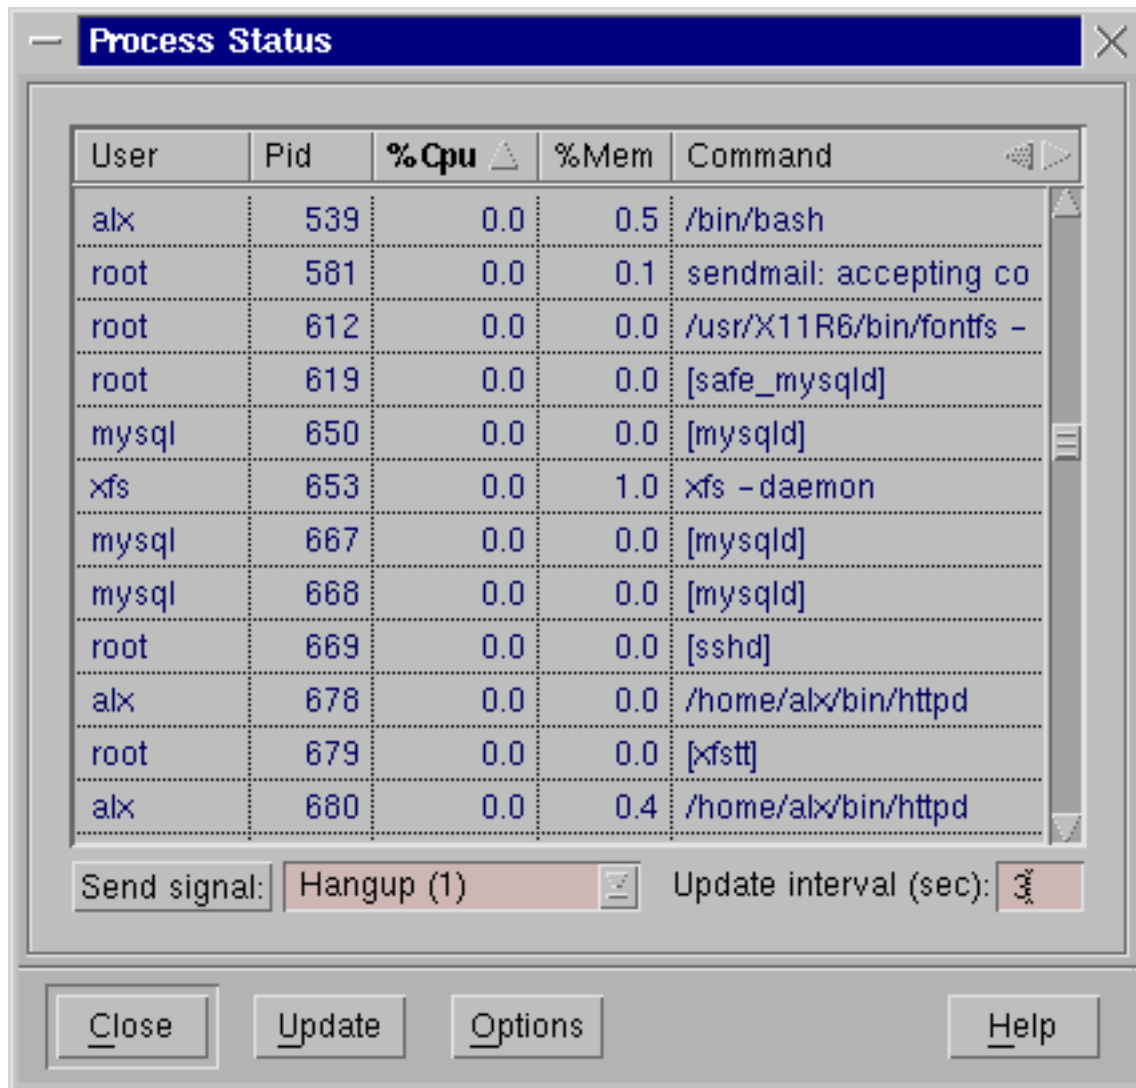 Process Status
User Pid %Cpu %Mem Command
alx 539 0.0 0.5 /bin/bash
root 581 0.0 0.1 sendmail: accepting co
root 612 0.0 0.0 /usr/X11R6/bin/fontfs -
root 619 0.0 0.0 [safe_mysqld]
mysql 650 0.0 0.0 [mysqld]
xfs 653 0.0 1.0 xfs -daemon
mysql 667 0.0 0.0 [mysqld]
mysql 668 0.0 0.0 [mysqld]
root 669 0.0 0.0 [sshd]
alx 678 0.0 0.0 /home/alx/bin/httpd
root 679 0.0 0.0 [xfstt]
alx 680 0.0 0.4 /home/alx/bin/httpd
Send signal: Hangup (1) Update interval (sec): 3
Close Update Options Help